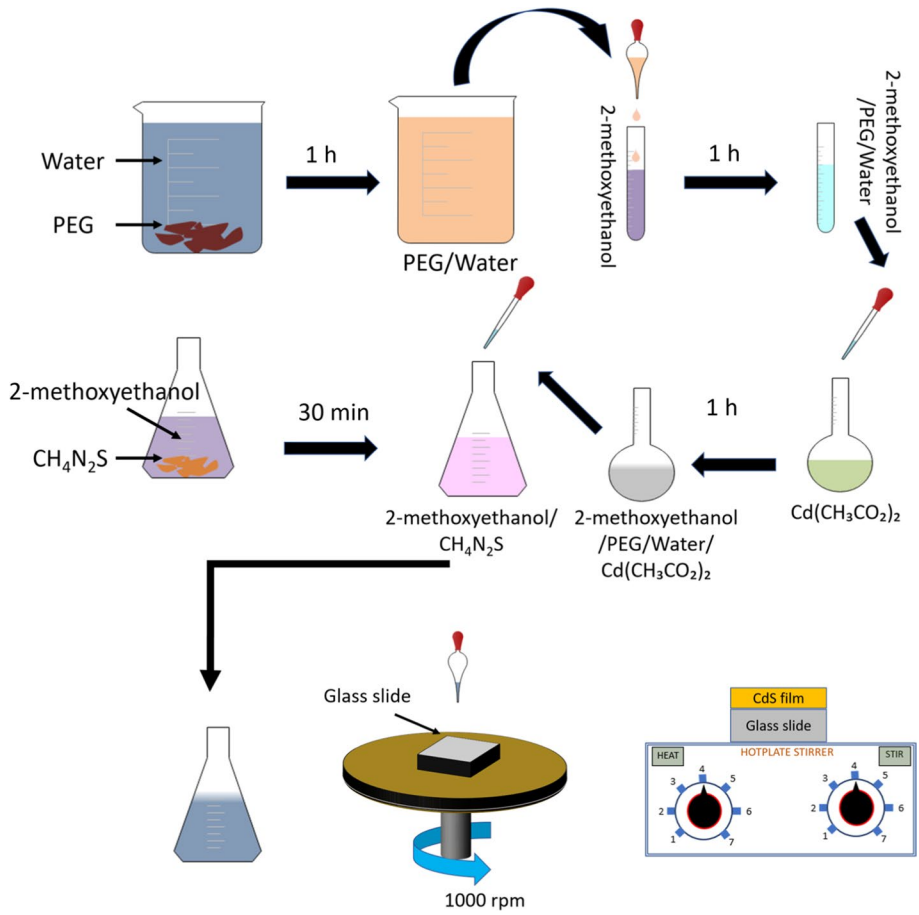 Water
PEG
1 h
PEG/Water
2-methoxyethanol
1 h
2-methoxyethanol
/PEG/Water
2-methoxyethanol
CH₄N₂S
30 min
2-methoxyethanol/
CH₄N₂S
1 h
2-methoxyethanol
/PEG/Water/
Cd(CH₃CO₂)₂
Cd(CH₃CO₂)₂
Glass slide
1000 rpm
CdS film
Glass slide
HOTPLATE STIRRER
HEAT
STIR
1 2 3 4 5 6 7
1 2 3 4 5 6 7